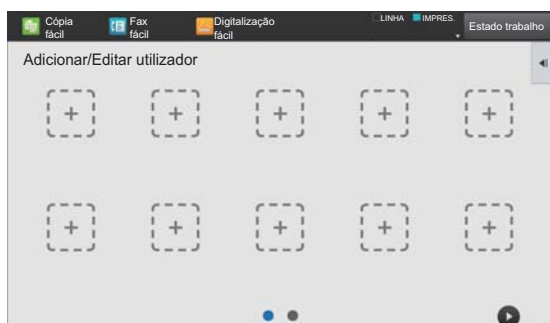 Cópia
fácil
Fax
fácil
Digitalização
fácil
LINHA
IMPRES.
Estado trabalho
Adicionar/Editar utilizador